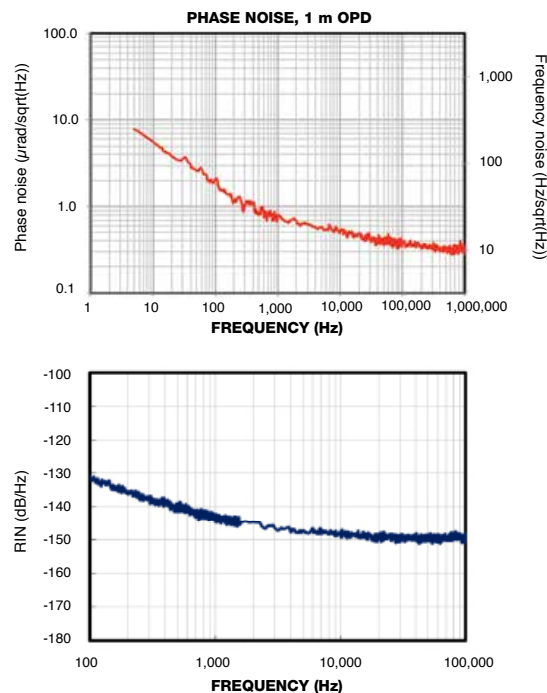 PHASE NOISE, 1 m OPD
Phase noise (µrad/sqrt(Hz))
100.0
10.0
1.0
0.1
Frequency noise (Hz/sqrt(Hz))
1,000
100
10
1 10 100 1,000 10,000 100,000 1,000,000
FREQUENCY (Hz)
RIN (dB/Hz)
-100
-110
-120
-130
-140
-150
-160
-170
-180
100 1,000 10,000 100,000
FREQUENCY (Hz)